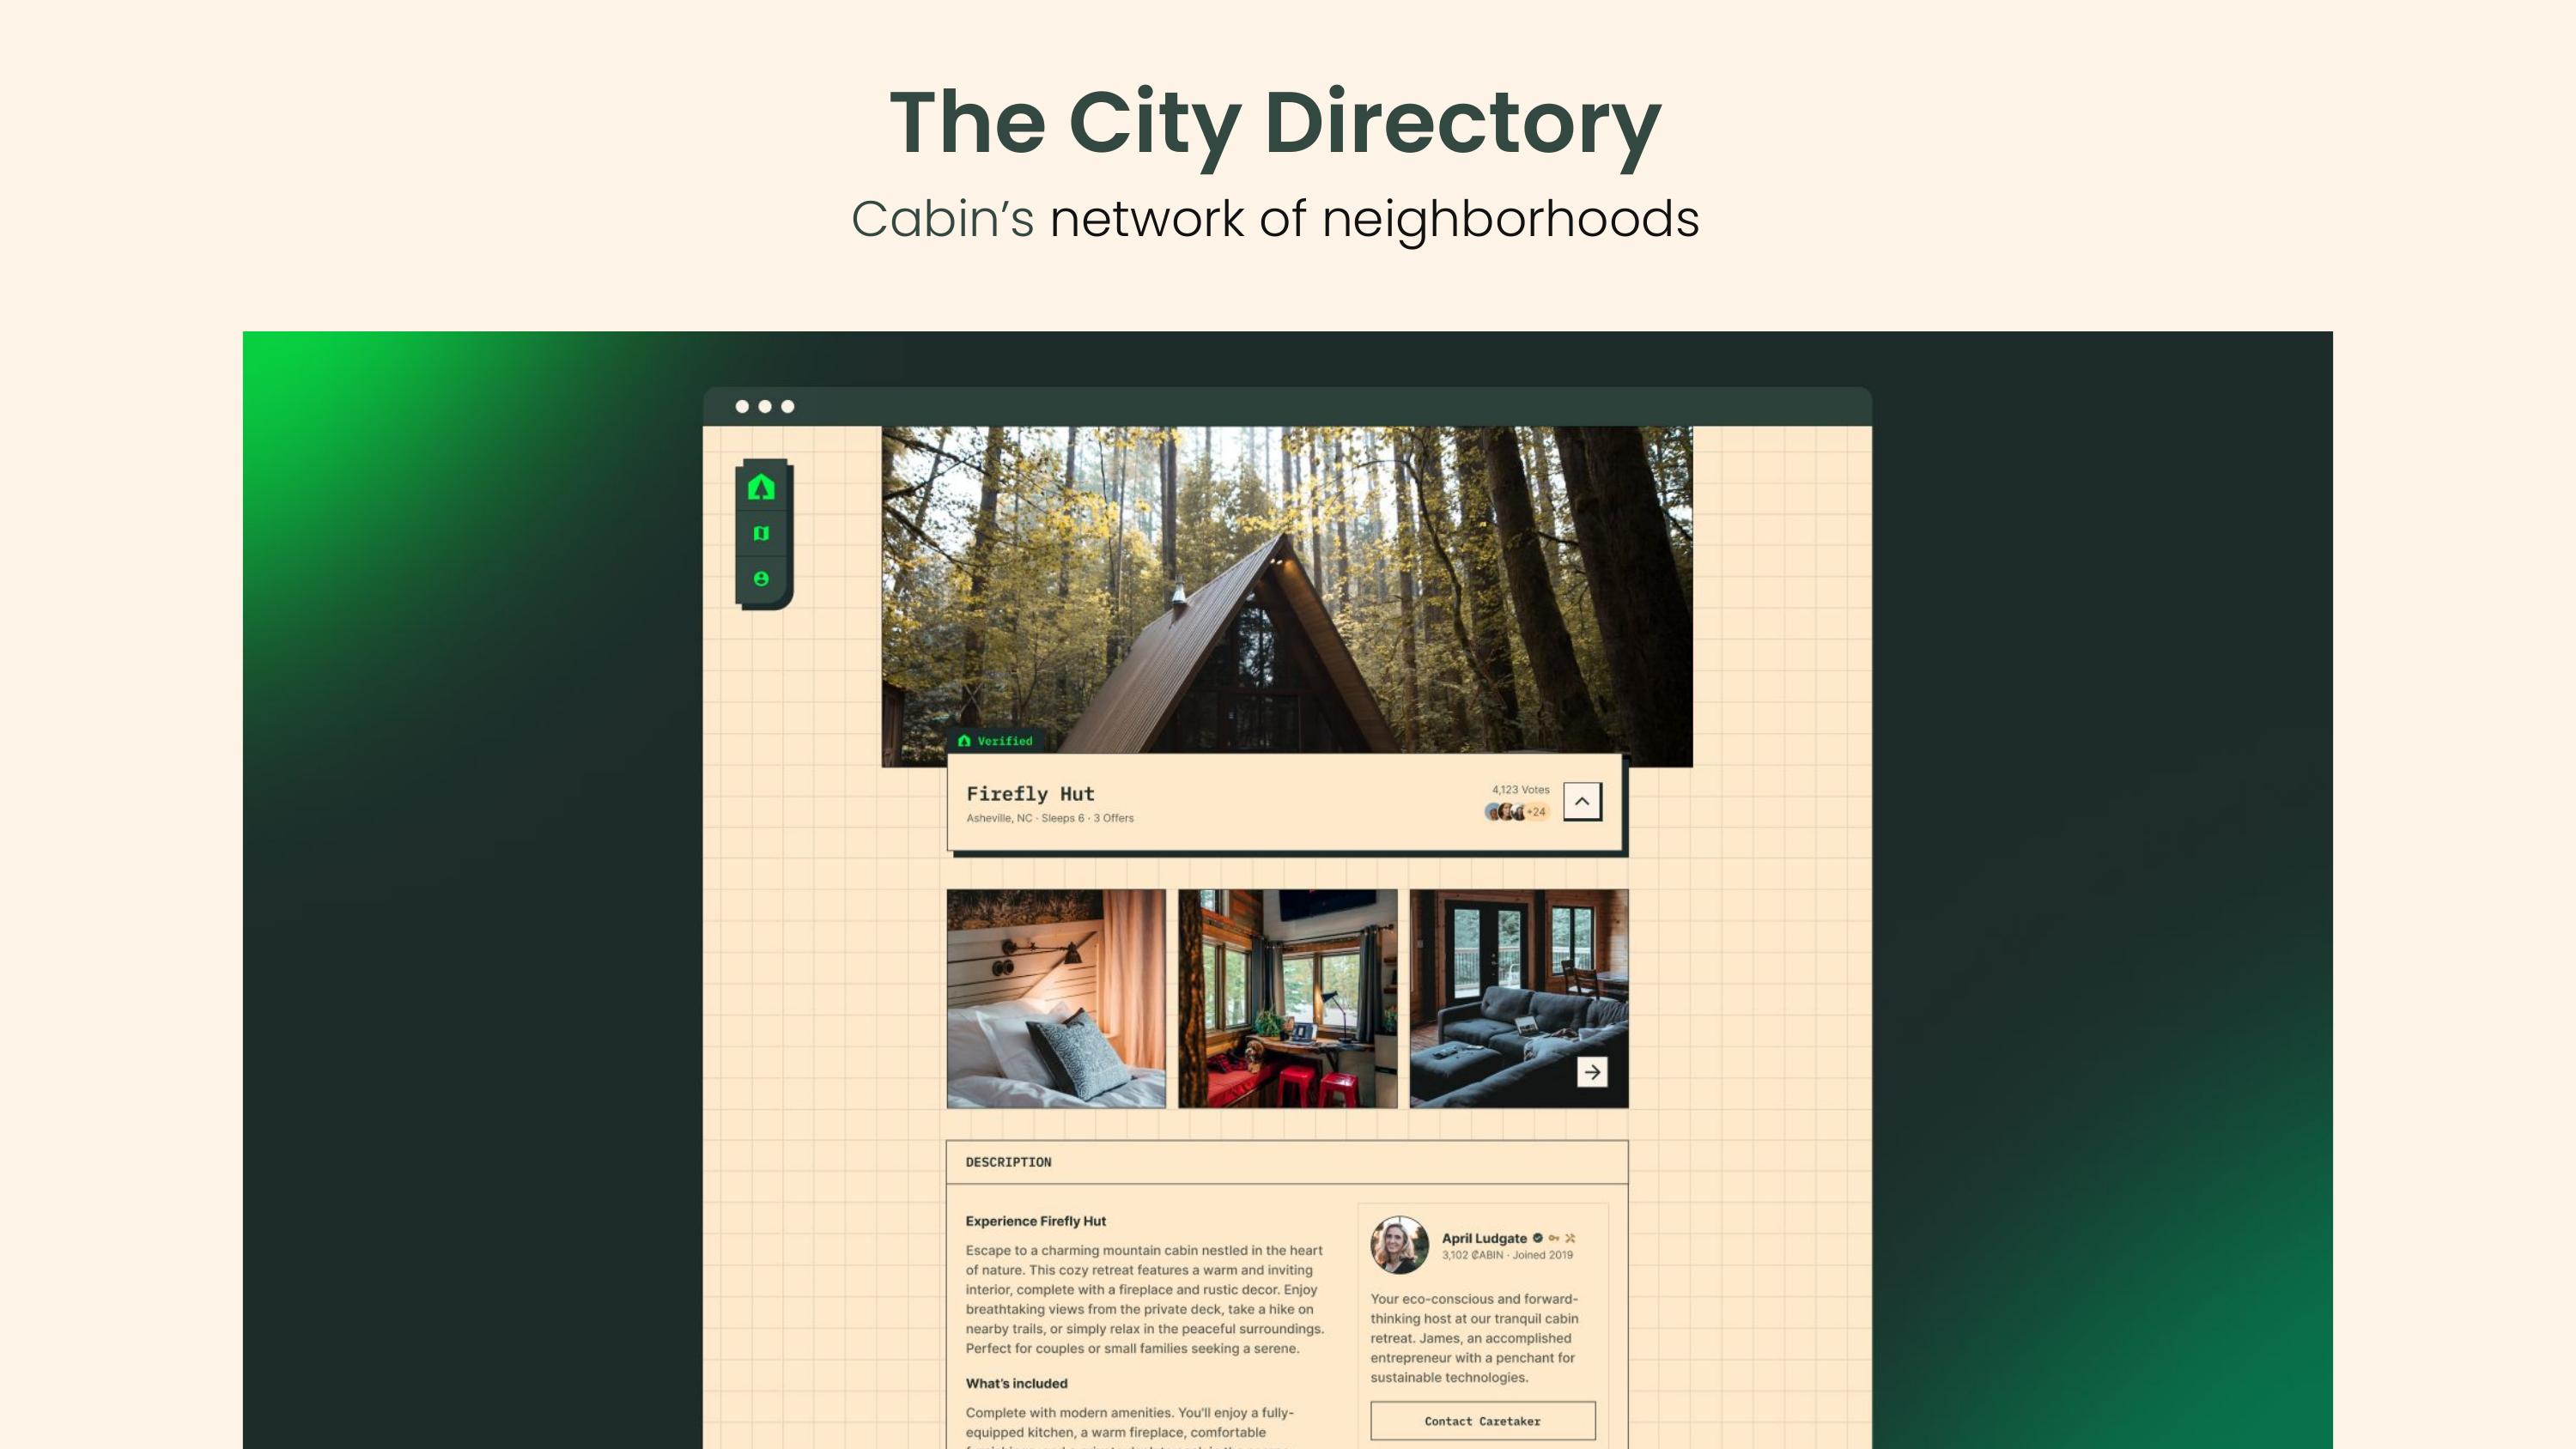 The City Directory
Cabin’s network of neighborhoods
Verified
Firefly Hut
Asheville, NC · Sleeps 6 · 3 Offers
4,123 Votes
+24
DESCRIPTION
Experience Firefly Hut
Escape to a charming mountain cabin nestled in the heart
of nature. This cozy retreat features a warm and inviting
interior, complete with a fireplace and rustic decor. Enjoy
breathtaking views from the private deck, take a hike on
nearby trails, or simply relax in the peaceful surroundings.
Perfect for couples or small families seeking a serene.
What’s included
Complete with modern amenities. You’ll enjoy a fully-
equipped kitchen, a warm fireplace, comfortable
April Ludgate
3,102 ₡ABIN · Joined 2019
Your eco-conscious and forward-
thinking host at our tranquil cabin
retreat. James, an accomplished
entrepreneur with a penchant for
sustainable technologies.
Contact Caretaker